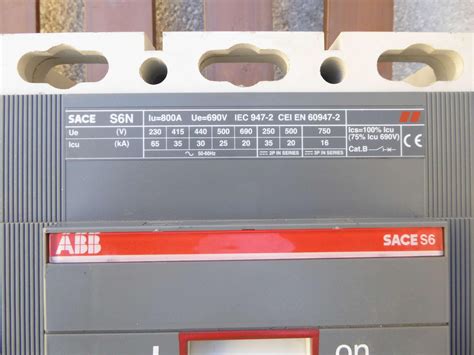 SACE S6N Iu=800A Ue=690V IEC 947-2 CEI EN 60947-2
Ue (V) 230 415 440 500 690 250 500 750 Ics=100% Icu
(75% Icu 690V)
Icu (kA) 65 35 30 25 20 35 20 16
50-60Hz 2P IN SERIES 3P IN SERIES Cat.B
ABB SACE S6
I on